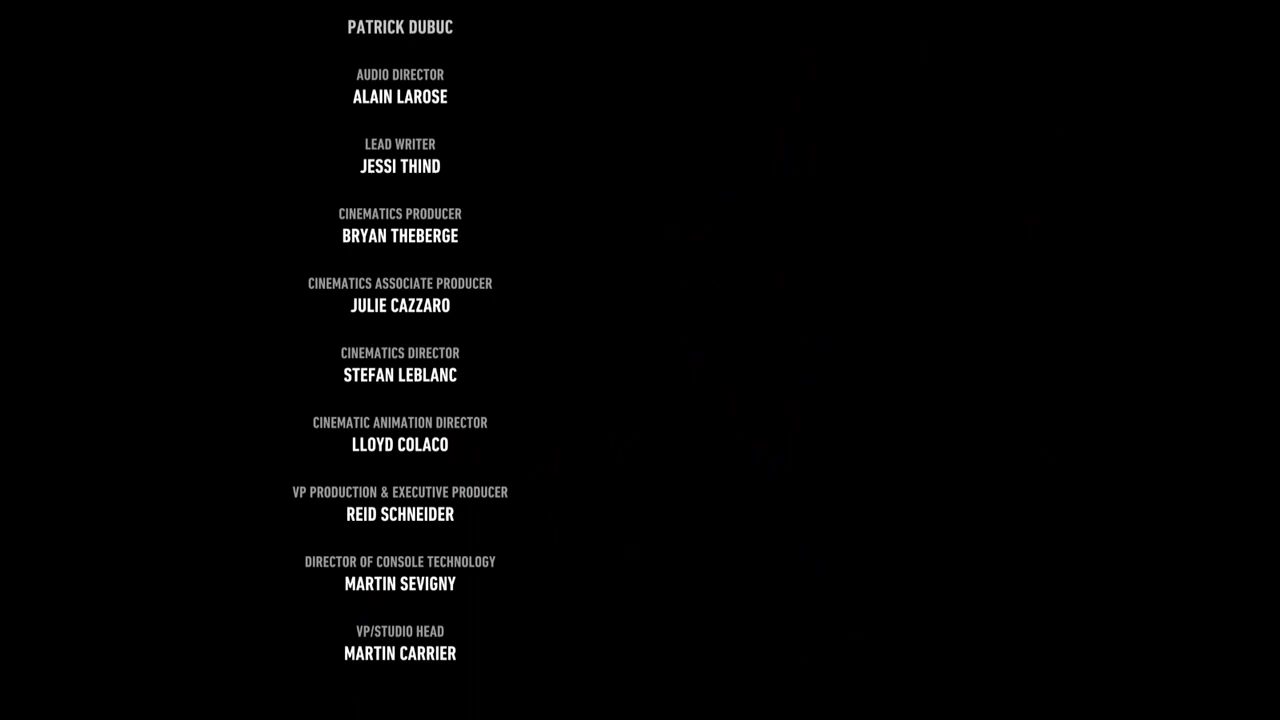 PATRICK DUBUC
AUDIO DIRECTOR
ALAIN LAROSE
LEAD WRITER
JESSI THIND
CINEMATICS PRODUCER
BRYAN THEBERGE
CINEMATICS ASSOCIATE PRODUCER
JULIE CAZZARO
CINEMATICS DIRECTOR
STEFAN LEBLANC
CINEMATIC ANIMATION DIRECTOR
LLOYD COLACO
VP PRODUCTION & EXECUTIVE PRODUCER
REID SCHNEIDER
DIRECTOR OF CONSOLE TECHNOLOGY
MARTIN SEVIGNY
VP/STUDIO HEAD
MARTIN CARRIER